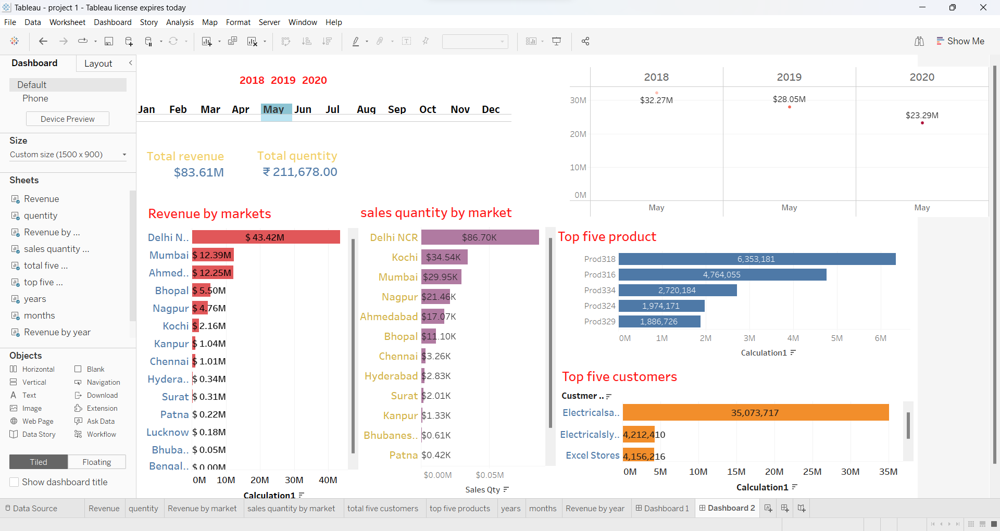 Tableau - project 1 - Tableau license expires today
File Data Worksheet Dashboard Story Analysis Map Format Server Window Help
Show Me
Dashboard Layout
Default
Phone
Device Preview
Size
Custom size (1500 x 900)
Sheets
Revenue
quentity
Revenue by ...
sales quantity ...
total five ...
top five ...
years
months
Revenue by year
Objects
Horizontal Blank
Vertical Navigation
Text Download
Image Extension
Web Page Ask Data
Data Story Workflow
Tiled Floating
Show dashboard title
2018 2019 2020
Jan Feb Mar Apr May Jun Jul Aug Sep Oct Nov Dec
Total revenue
$83.61M
Total quentity
₹ 211,678.00
2018 2019 2020
30M
20M
10M
0M
$32.27M
$28.05M
$23.29M
May May May
Revenue by markets
Delhi N.. $ 43.42M
Mumbai $ 12.39M
Ahmed.. $ 12.25M
Bhopal $ 5.50M
Nagpur $ 4.76M
Kochi $ 2.16M
Kanpur $ 1.04M
Chennai $ 1.01M
Hydera.. $ 0.34M
Surat $ 0.31M
Patna $ 0.22M
Lucknow $ 0.18M
Bhuba.. $ 0.05M
Bengal.. $ 0.00M
0M 10M 20M 30M 40M
Calculation1
sales quantity by market
Delhi NCR $86.70K
Kochi $34.54K
Mumbai $29.95K
Nagpur $21.46K
Ahmedabad $17.07K
Bhopal $11.10K
Chennai $3.26K
Hyderabad $2.83K
Surat $2.01K
Kanpur $1.33K
Bhubanes.. $0.61K
Patna $0.42K
$0.00M $0.05M
Sales Qty
Top five product
Prod318 6,353,181
Prod316 4,764,055
Prod334 2,720,184
Prod324 1,974,171
Prod329 1,886,726
0M 1M 2M 3M 4M 5M 6M
Calculation1
Top five customers
Custmer ..
Electricalsa.. 35,073,717
Electricalsly.. 4,212,410
Excel Stores 4,156,216
0M 5M 10M 15M 20M 25M 30M 35M
Calculation1
Data Source Revenue quentity Revenue by market sales quantity by market total five customers top five products years months Revenue by year Dashboard 1 Dashboard 2